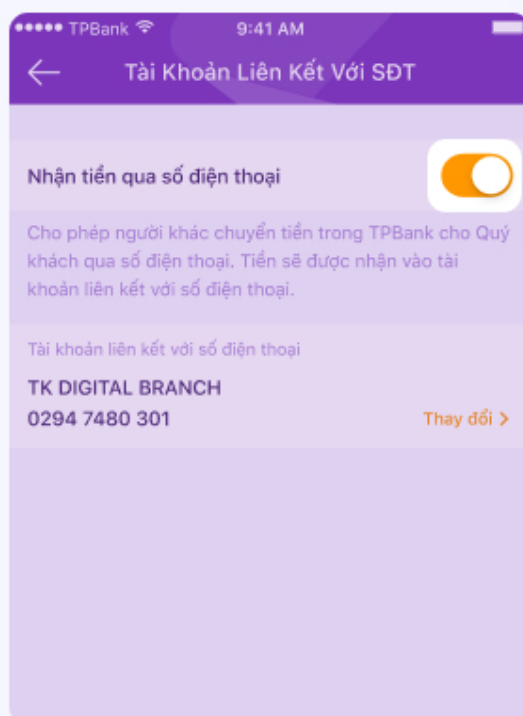 TPBank 9:41 AM
Tài Khoản Liên Kết Với SĐT
Nhận tiền qua số điện thoại
Cho phép người khác chuyển tiền trong TPBank cho Quý
khách qua số điện thoại. Tiền sẽ được nhận vào tài
khoản liên kết với số điện thoại.
Tài khoản liên kết với số điện thoại
TK DIGITAL BRANCH
0294 7480 301 Thay đổi >